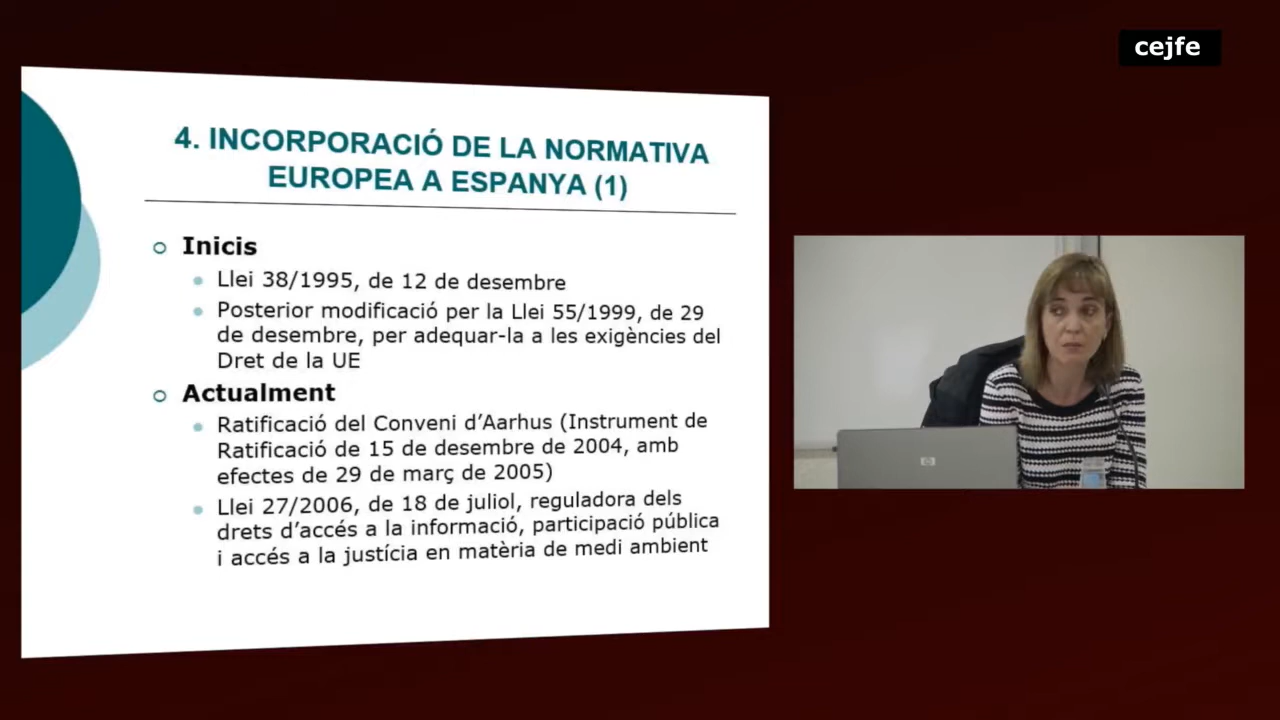 cejfe
4. INCORPORACIÓ DE LA NORMATIVA
EUROPEA A ESPANYA (1)
Inicis
Llei 38/1995, de 12 de desembre
Posterior modificació per la Llei 55/1999, de 29
de desembre, per adequar-la a les exigències del
Dret de la UE
Actualment
Ratificació del Conveni d’Aarhus (Instrument de
Ratificació de 15 de desembre de 2004, amb
efectes de 29 de març de 2005)
Llei 27/2006, de 18 de juliol, reguladora dels
drets d’accés a la informació, participació pública
i accés a la justícia en matèria de medi ambient
hp